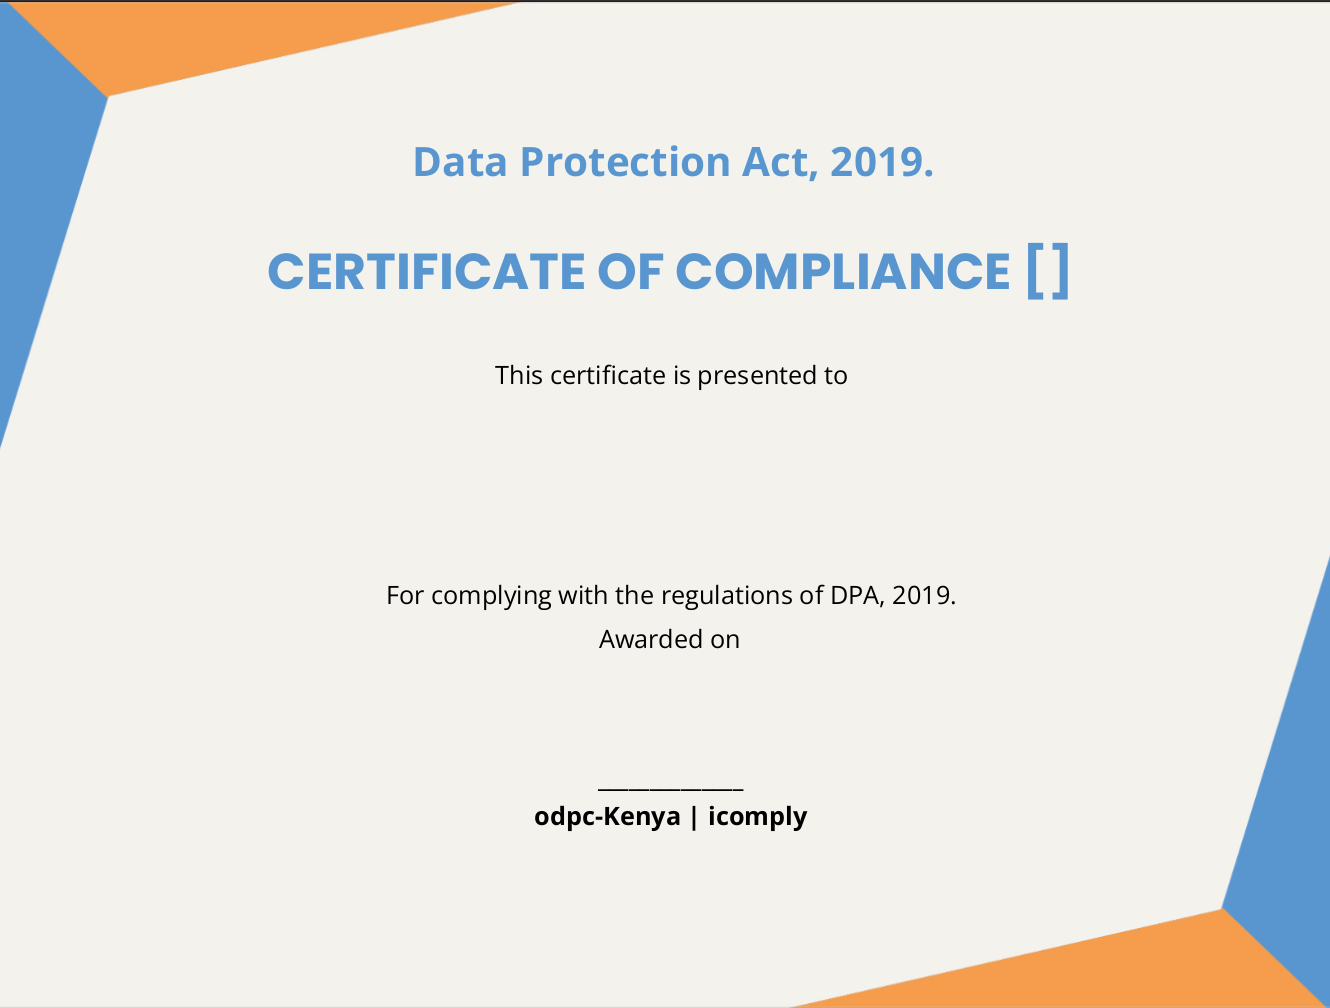 Data Protection Act, 2019.
CERTIFICATE OF COMPLIANCE []
This certificate is presented to
For complying with the regulations of DPA, 2019.
Awarded on
______________
odpc-Kenya | icomply